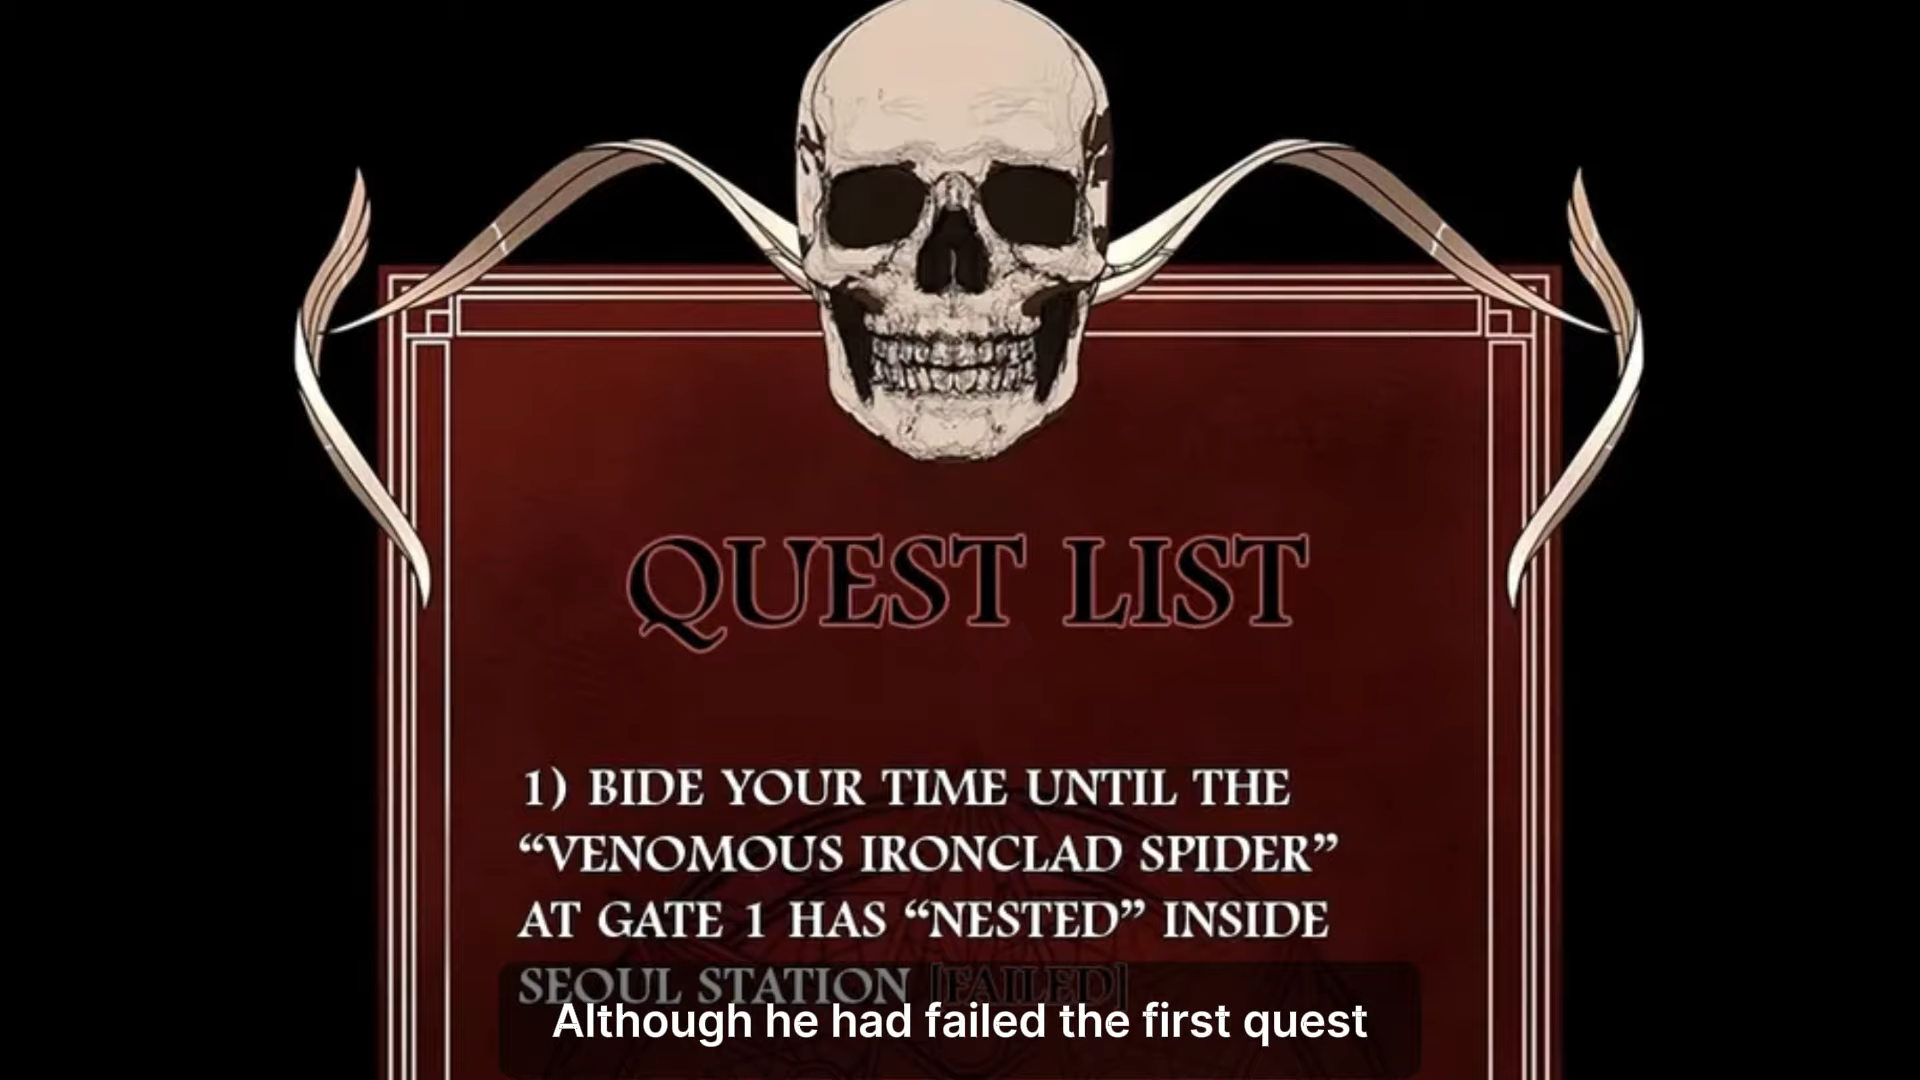 QUEST LIST
1) BIDE YOUR TIME UNTIL THE
“VENOMOUS IRONCLAD SPIDER”
AT GATE 1 HAS “NESTED” INSIDE
SEOUL STATION [FAILED]
Although he had failed the first quest